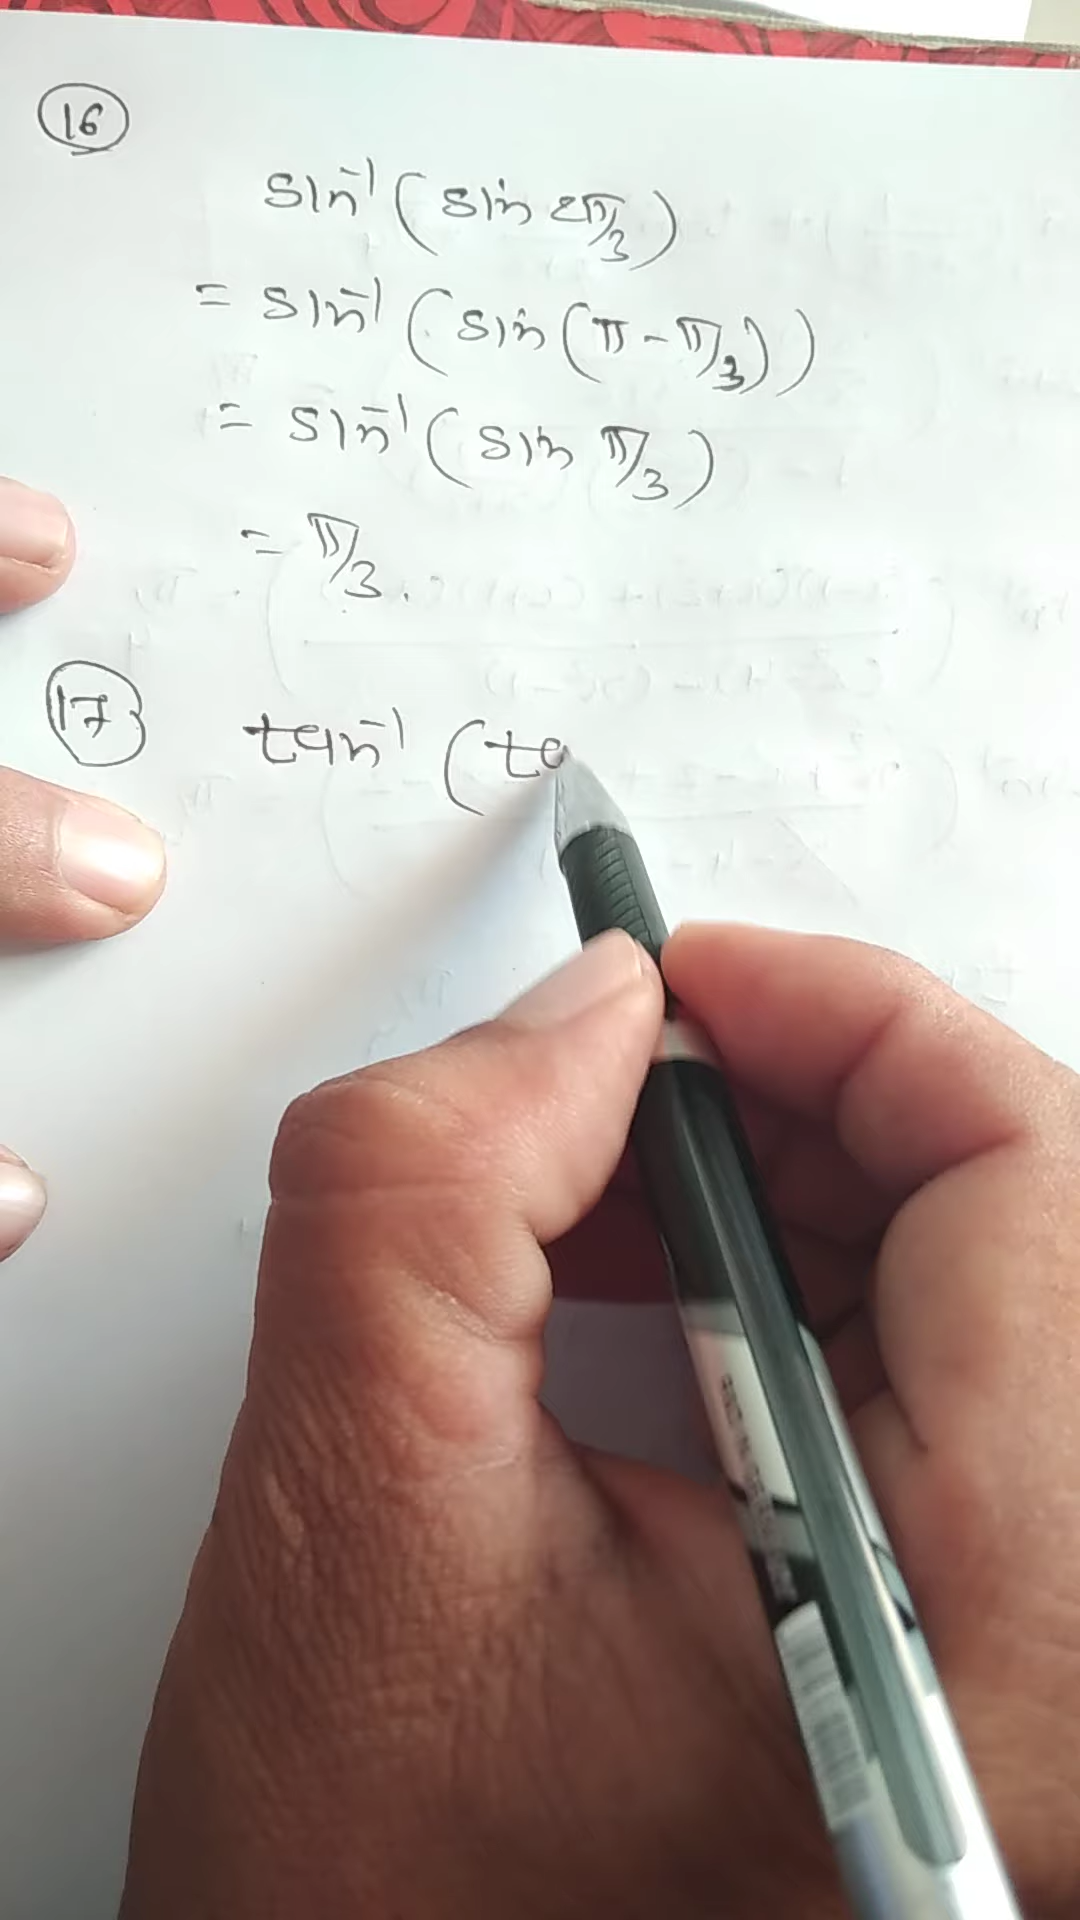 16
sin⁻¹ ( sin 2π/3 )
= sin⁻¹ ( sin ( π - π/3 ) )
= sin⁻¹ ( sin π/3 )
= π/3 .
17 tan⁻¹ ( ta